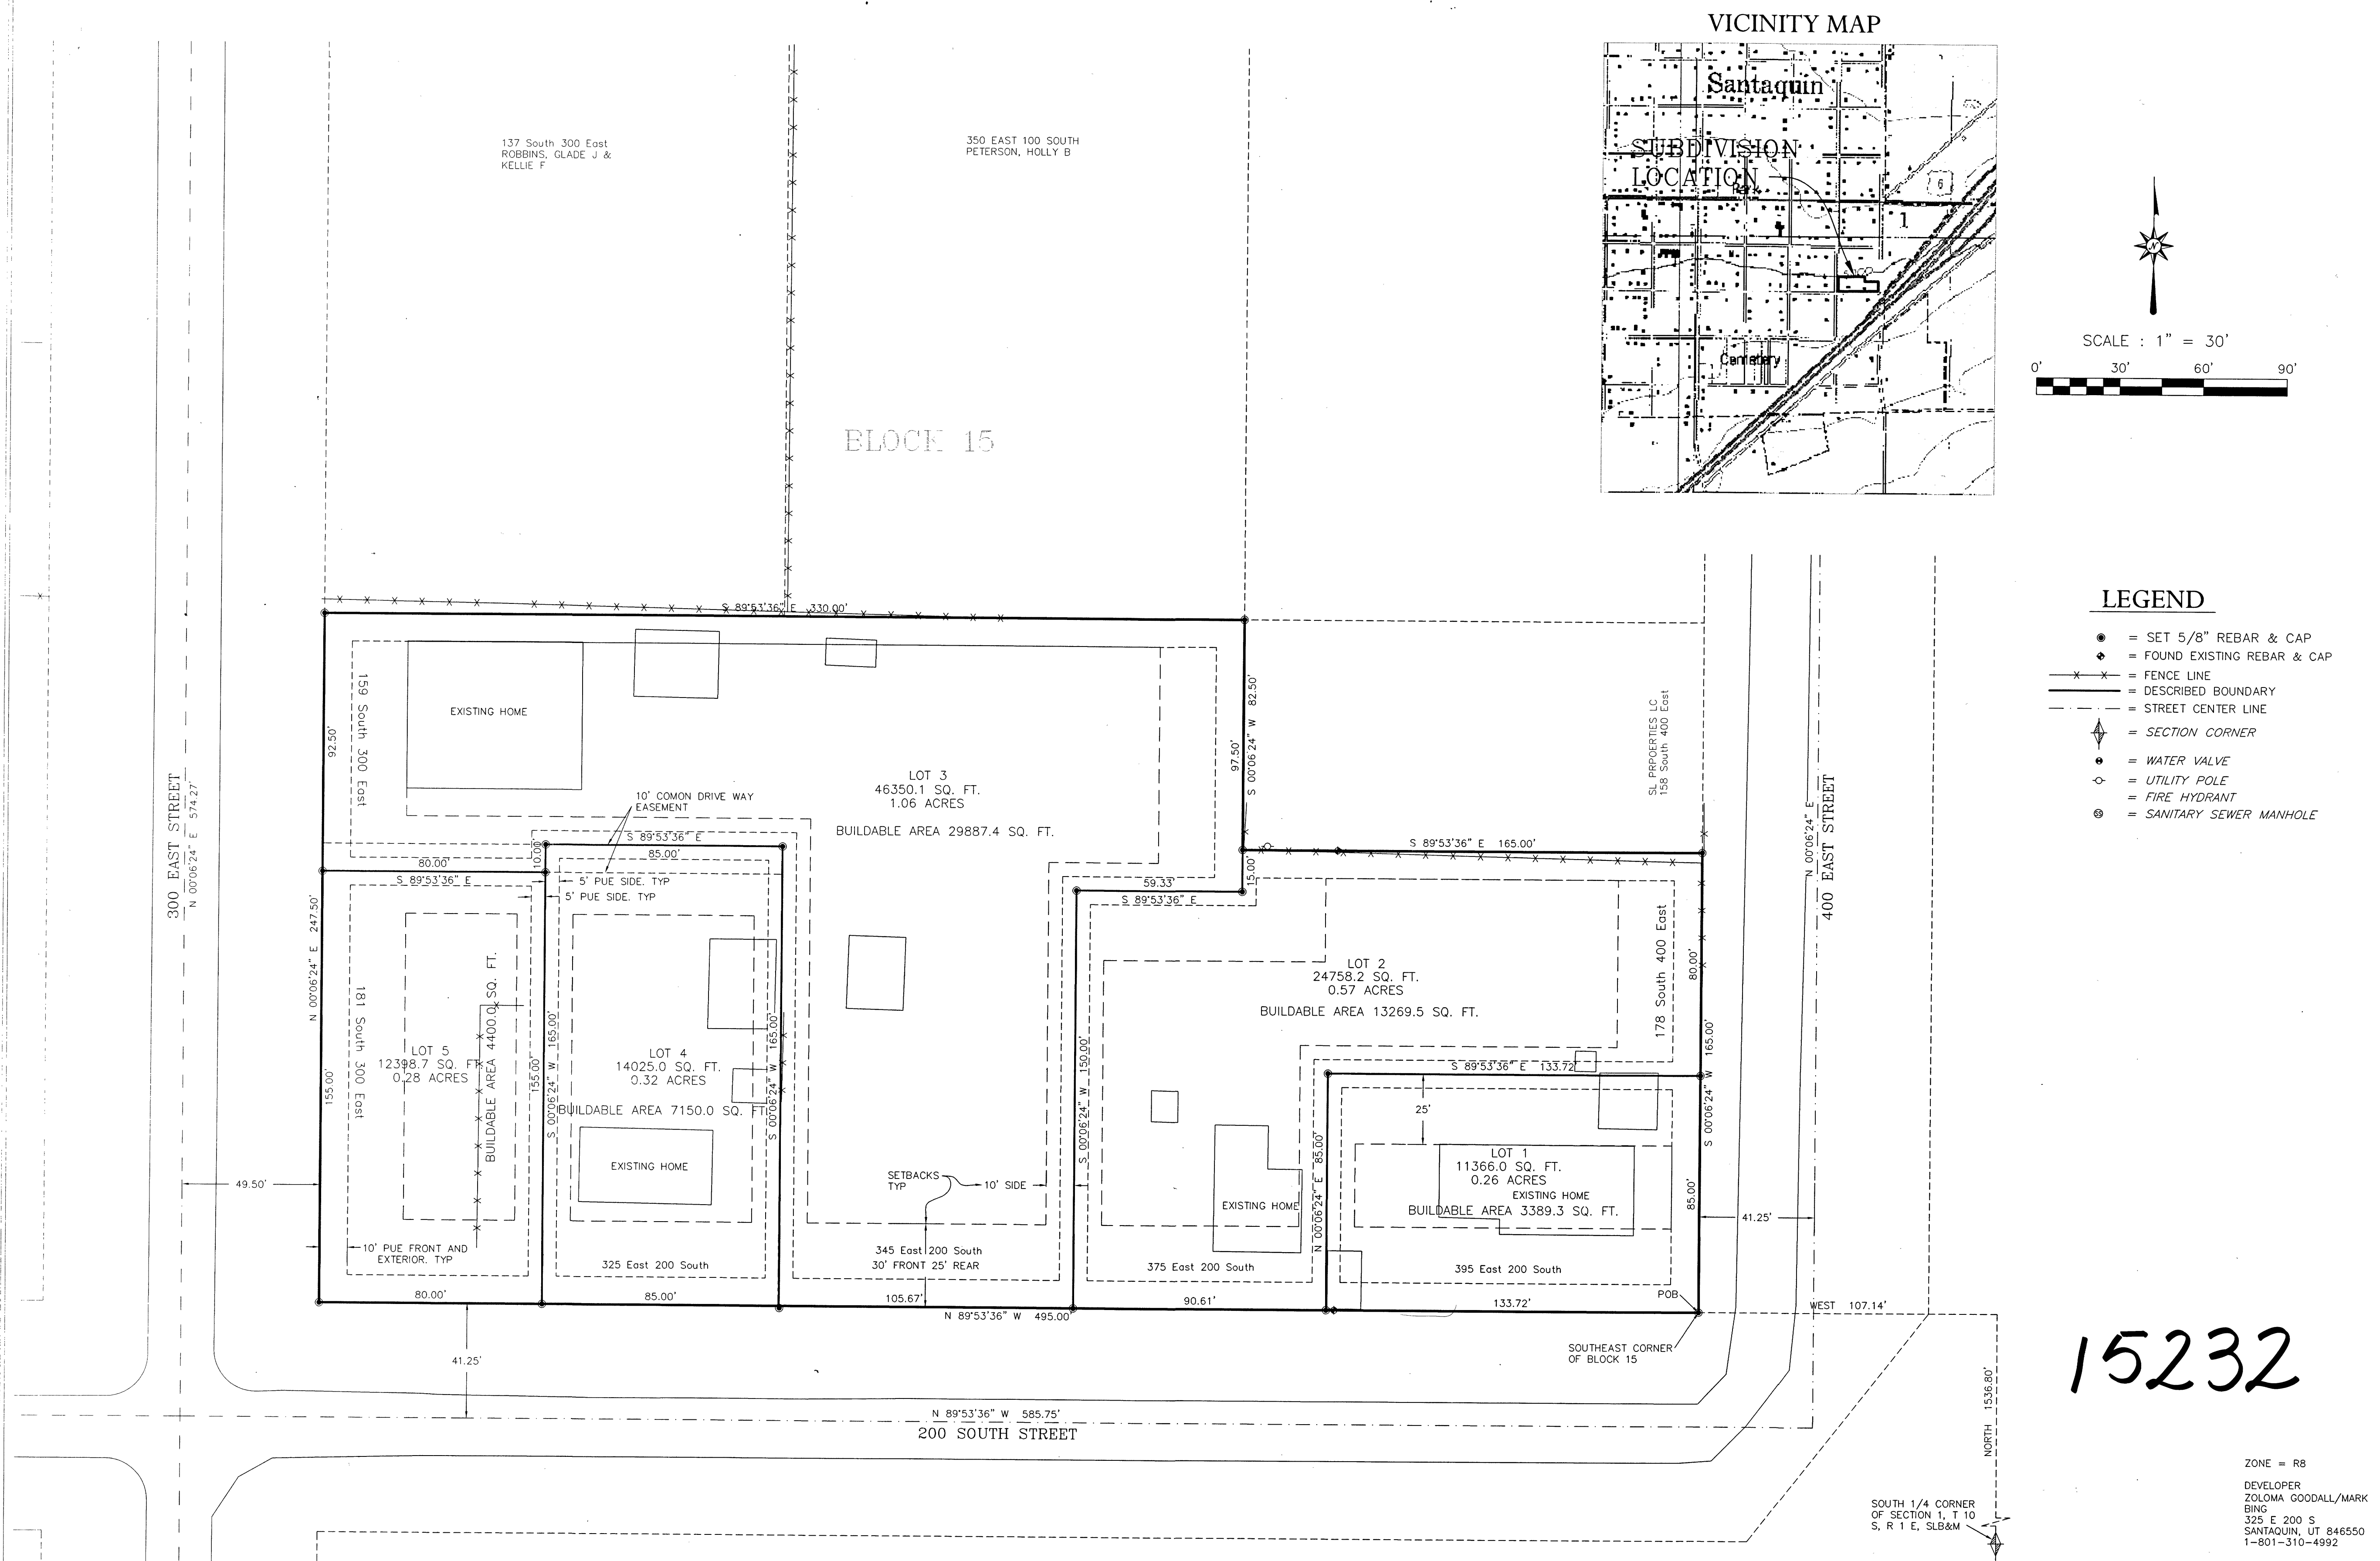 VICINITY MAP
Santaquin
SUBDIVISION
LOCATION
6
1
Cemetery
137 South 300 East
ROBBINS, GLADE J &
KELLIE F
350 EAST 100 SOUTH
PETERSON, HOLLY B
BLOCK 15
SCALE : 1" = 30'
0' 30' 60' 90'
N
LEGEND
= SET 5/8" REBAR & CAP
= FOUND EXISTING REBAR & CAP
= FENCE LINE
= DESCRIBED BOUNDARY
= STREET CENTER LINE
= SECTION CORNER
= WATER VALVE
= UTILITY POLE
= FIRE HYDRANT
= SANITARY SEWER MANHOLE
S 89°53'36" E 330.00'
159 South 300 East
92.50'
EXISTING HOME
LOT 3
46350.1 SQ. FT.
1.06 ACRES
BUILDABLE AREA 29887.4 SQ. FT.
10' COMON DRIVE WAY
EASEMENT
S 89°53'36" E
85.00'
10.00'
80.00'
S 89°53'36" E
5' PUE SIDE. TYP
5' PUE SIDE. TYP
97.50'
S 00°06'24" W 82.50'
15.00'
59.33'
S 89°53'36" E
S 89°53'36" E 165.00'
SL PRPOERTIES LC
158 South 400 East
300 EAST STREET
N 00°06'24" E 574.27'
N 00°06'24" E 247.50'
N 00°06'24" E
400 EAST STREET
181 South 300 East
155.00'
LOT 5
12398.7 SQ. FT.
0.28 ACRES
BUILDABLE AREA 4400.0 SQ. FT.
155.00'
S 00°06'24" W 165.00'
LOT 4
14025.0 SQ. FT.
0.32 ACRES
BUILDABLE AREA 7150.0 SQ. FT.
EXISTING HOME
S 00°06'24" W 165.00'
S 00°06'24" W 150.00'
LOT 2
24758.2 SQ. FT.
0.57 ACRES
BUILDABLE AREA 13269.5 SQ. FT.
178 South 400 East
80.00'
S 00°06'24" W 165.00'
S 89°53'36" E 133.72'
25'
N 00°06'24" E 85.00'
LOT 1
11366.0 SQ. FT.
0.26 ACRES
EXISTING HOME
BUILDABLE AREA 3389.3 SQ. FT.
85.00'
EXISTING HOME
SETBACKS
TYP
10' SIDE
49.50'
41.25'
10' PUE FRONT AND
EXTERIOR. TYP
325 East 200 South
345 East 200 South
30' FRONT 25' REAR
375 East 200 South
395 East 200 South
POB
80.00'
85.00'
105.67'
90.61'
133.72'
N 89°53'36" W 495.00'
WEST 107.14'
SOUTHEAST CORNER
OF BLOCK 15
41.25'
N 89°53'36" W 585.75'
200 SOUTH STREET
15232
NORTH 1536.80'
SOUTH 1/4 CORNER
OF SECTION 1, T 10
S, R 1 E, SLB&M
ZONE = R8
DEVELOPER
ZOLOMA GOODALL/MARK
BING
325 E 200 S
SANTAQUIN, UT 846550
1-801-310-4992